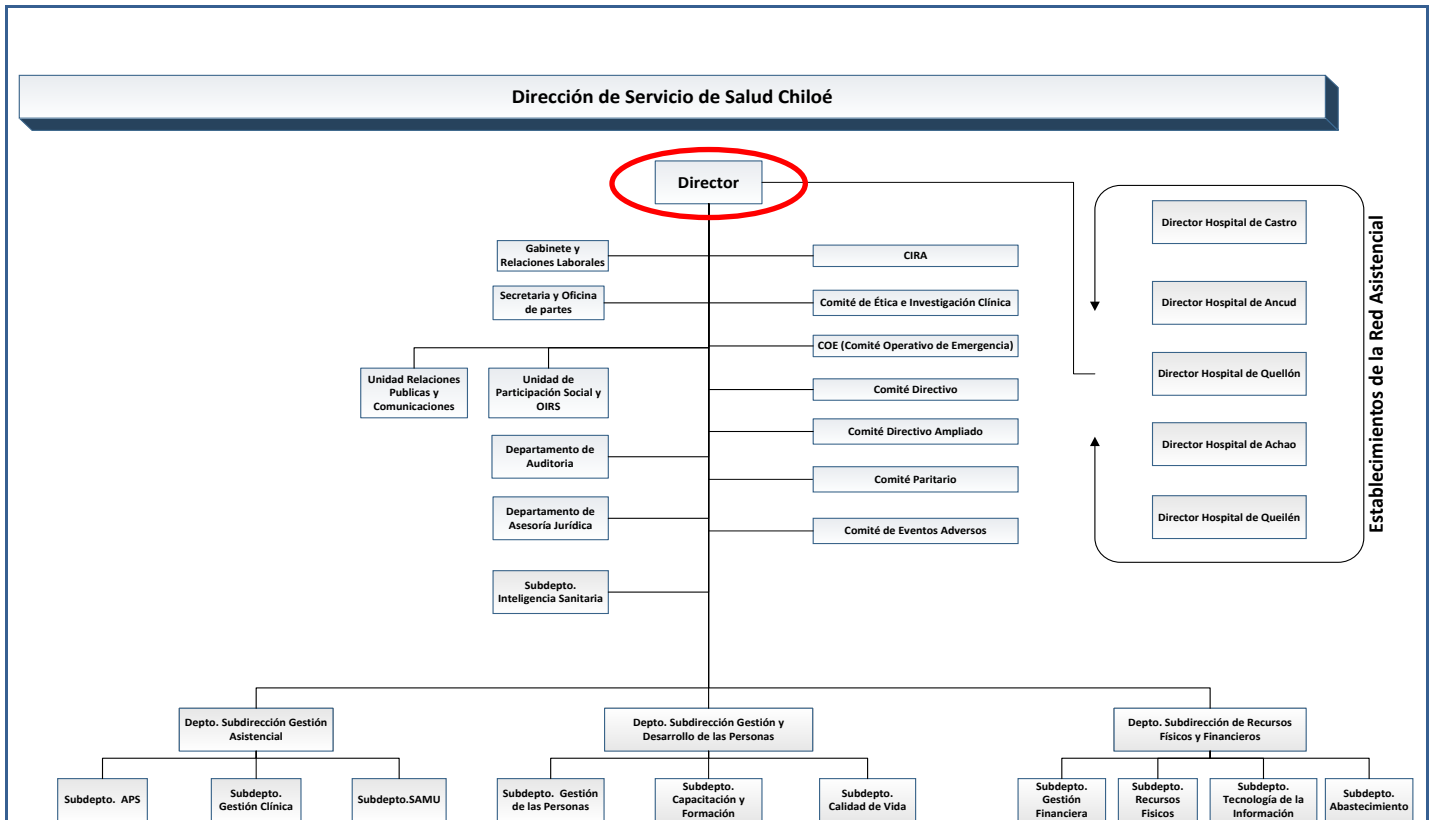 Dirección de Servicio de Salud Chiloé
Director
Gabinete y
Relaciones Laborales
CIRA
Secretaria y Oficina
de partes
Comité de Ética e Investigación Clínica
COE (Comité Operativo de Emergencia)
Unidad Relaciones
Publicas y
Comunicaciones
Unidad de
Participación Social y
OIRS
Comité Directivo
Comité Directivo Ampliado
Departamento de
Auditoria
Comité Paritario
Departamento de
Asesoría Jurídica
Comité de Eventos Adversos
Subdepto.
Inteligencia Sanitaria
Director Hospital de Castro
Director Hospital de Ancud
Director Hospital de Quellón
Director Hospital de Achao
Director Hospital de Queilén
Establecimientos de la Red Asistencial
Depto. Subdirección Gestión
Asistencial
Depto. Subdirección Gestión y
Desarrollo de las Personas
Depto. Subdirección de Recursos
Físicos y Financieros
Subdepto. APS
Subdepto.
Gestión Clínica
Subdepto.SAMU
Subdepto. Gestión
de las Personas
Subdepto.
Capacitación y
Formación
Subdepto.
Calidad de Vida
Subdepto.
Gestión
Financiera
Subdepto.
Recursos
Fisicos
Subdepto.
Tecnología de la
Información
Subdepto.
Abastecimiento